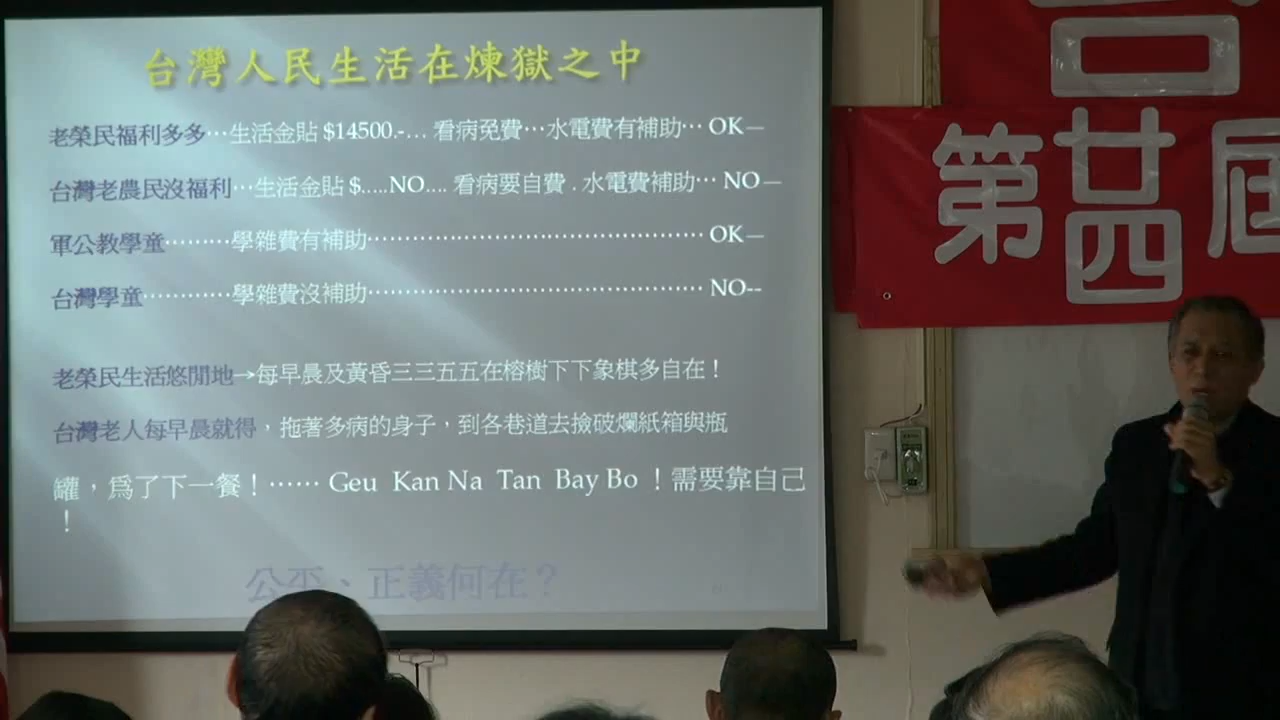 台灣人民生活在煉獄之中
老榮民福利多多…生活金貼 $14500.-… 看病免費…水電費有補助… OK—
台灣老農民沒福利…生活金貼 $.....NO.... 看病要自費 . 水電費補助… NO—
軍公教學童………學雜費有補助………………………………… OK—
台灣學童…………學雜費沒補助………………………………… NO--
老榮民生活悠閒地→每早晨及黃昏三三五五在榕樹下下象棋多自在！
台灣老人每早晨就得，拖著多病的身子，到各巷道去撿破爛紙箱與瓶
罐，爲了下一餐！…… Geu Kan Na Tan Bay Bo ！需要靠自己
！
公平、正義何在？
第廿四屆